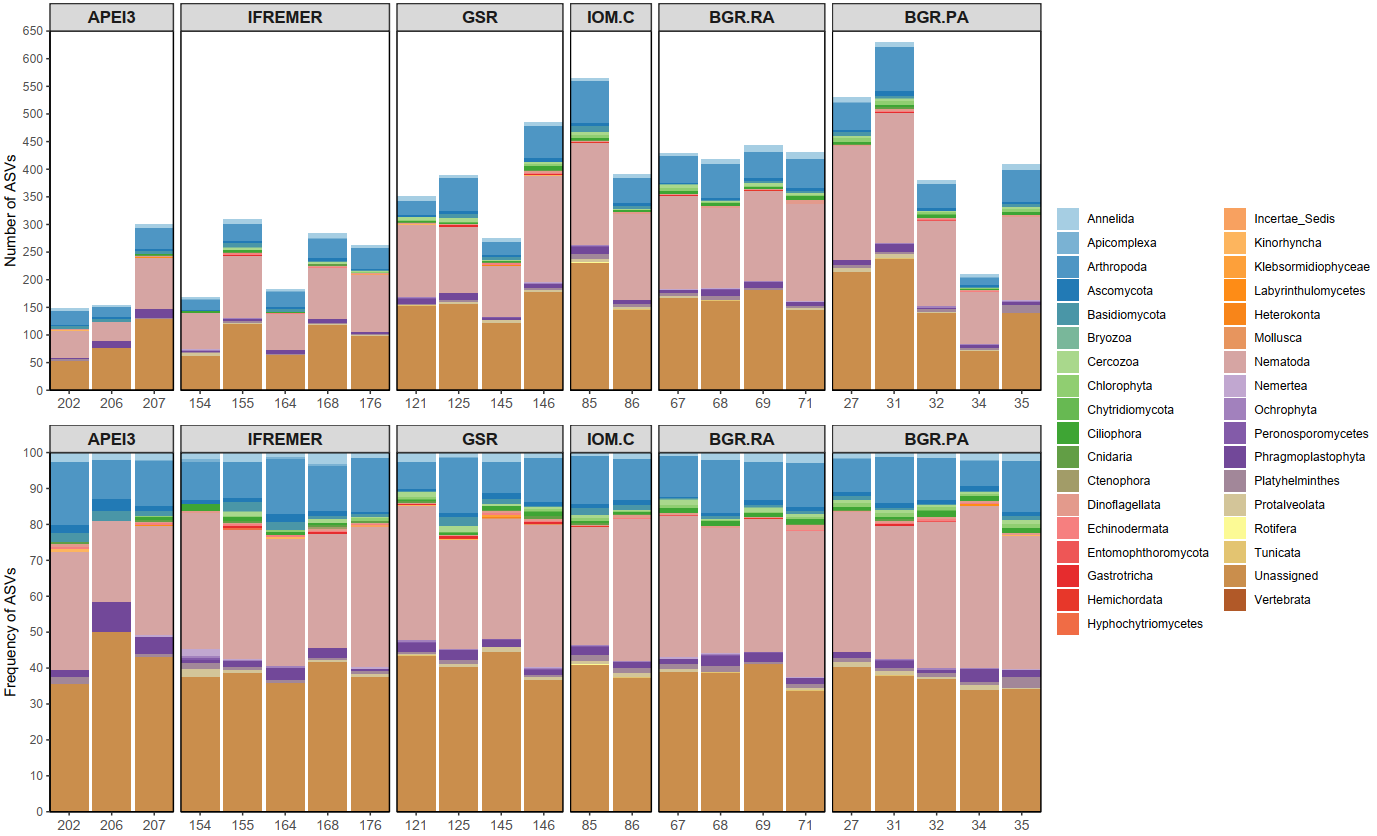 APEI3 IFREMER GSR IOM.C BGR.RA BGR.PA
Number of ASVs
650
600
550
500
450
400
350
300
250
200
150
100
50
0
202 206 207 154 155 164 168 176 121 125 145 146 85 86 67 68 69 71 27 31 32 34 35
APEI3 IFREMER GSR IOM.C BGR.RA BGR.PA
Frequency of ASVs
100
90
80
70
60
50
40
30
20
10
0
202 206 207 154 155 164 168 176 121 125 145 146 85 86 67 68 69 71 27 31 32 34 35
Annelida
Apicomplexa
Arthropoda
Ascomycota
Basidiomycota
Bryozoa
Cercozoa
Chlorophyta
Chytridiomycota
Ciliophora
Cnidaria
Ctenophora
Dinoflagellata
Echinodermata
Entomophthoromycota
Gastrotricha
Hemichordata
Hyphochytriomycetes
Incertae_Sedis
Kinorhyncha
Klebsormidiophyceae
Labyrinthulomycetes
Heterokonta
Mollusca
Nematoda
Nemertea
Ochrophyta
Peronosporomycetes
Phragmoplastophyta
Platyhelminthes
Protalveolata
Rotifera
Tunicata
Unassigned
Vertebrata